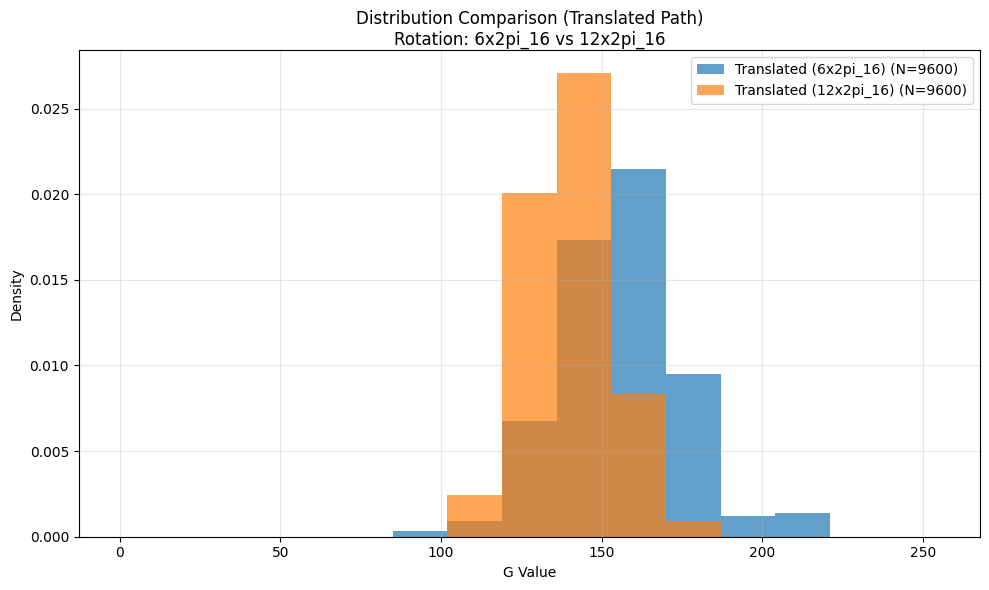 Distribution Comparison (Translated Path)
Rotation: 6x2pi_16 vs 12x2pi_16
Translated (6x2pi_16) (N=9600)
Translated (12x2pi_16) (N=9600)
Density
0.025
0.020
0.015
0.010
0.005
0.000
0 50 100 150 200 250
G Value